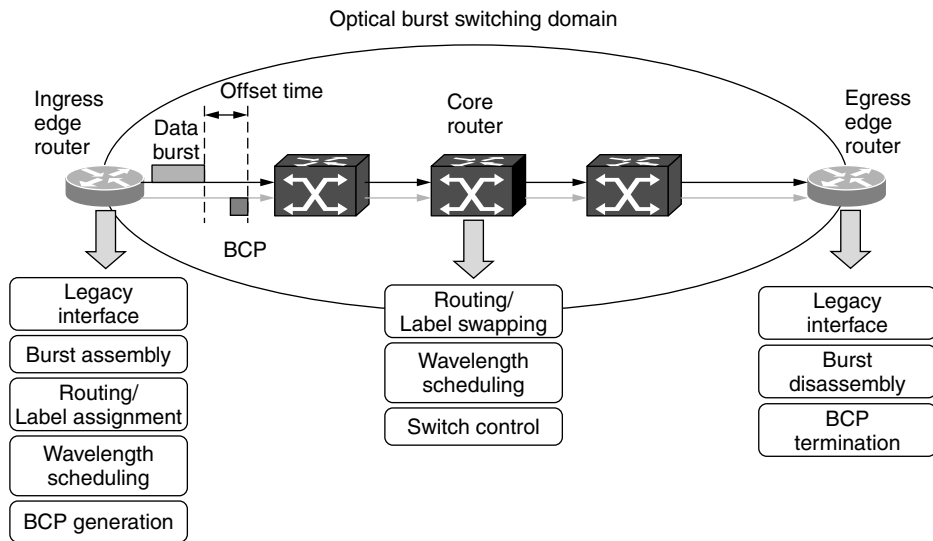 Optical burst switching domain
Ingress
edge
router
Offset time
Data
burst
BCP
Core
router
Egress
edge
router
Legacy
interface
Burst assembly
Routing/
Label assignment
Wavelength
scheduling
BCP generation
Routing/
Label swapping
Wavelength
scheduling
Switch control
Legacy
interface
Burst
disassembly
BCP
termination